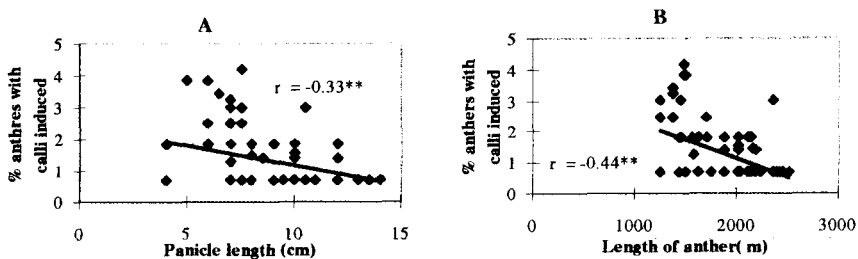 A
% anthres with
calli induced
5
4
3
2
1
0
r = -0.33**
0
5
10
15
Panicle length (cm)
B
% anthers with
calli induced
5
4
3
2
1
0
r = -0.44**
0
1000
2000
3000
Length of anther( m)